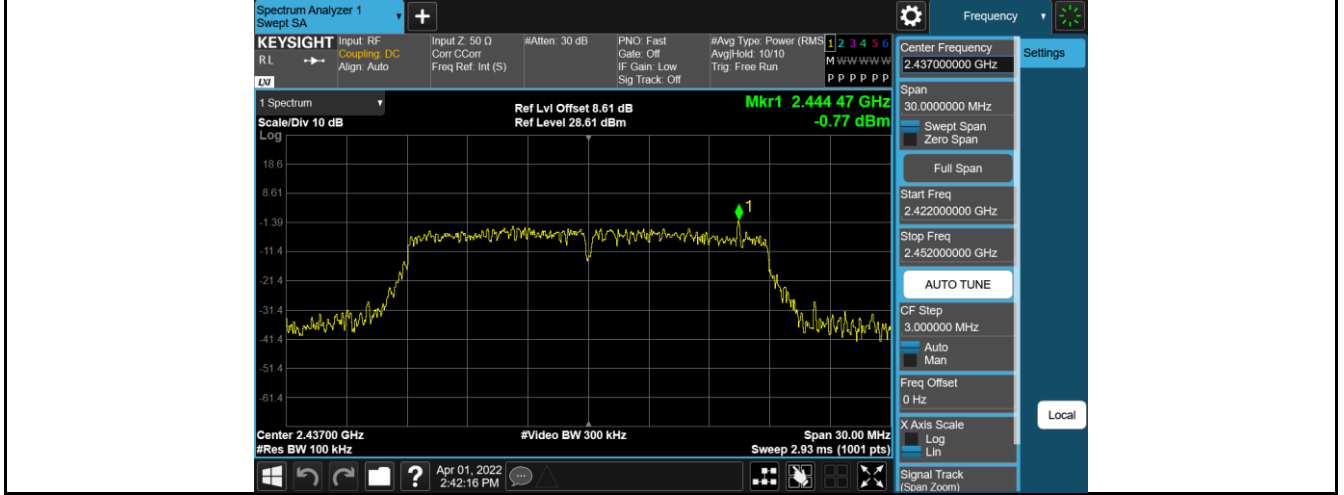 Spectrum Analyzer 1
Swept SA
Frequency
KEYSIGHT
RL
LXI
Input: RF
Coupling: DC
Align: Auto
Input Z: 50 Ω
Corr CCorr
Freq Ref: Int (S)
#Atten: 30 dB
PNO: Fast
Gate: Off
IF Gain: Low
Sig Track: Off
#Avg Type: Power (RMS
Avg|Hold: 10/10
Trig: Free Run
1 2 3 4 5 6
M W W W W W
P P P P P P
1 Spectrum
Scale/Div 10 dB
Log
Ref Lvl Offset 8.61 dB
Ref Level 28.61 dBm
Mkr1 2.444 47 GHz
-0.77 dBm
18.6
8.61
-1.39
-11.4
-21.4
-31.4
-41.4
-51.4
-61.4
1
Center 2.43700 GHz
#Res BW 100 kHz
#Video BW 300 kHz
Span 30.00 MHz
Sweep 2.93 ms (1001 pts)
?
Apr 01, 2022
2:42:16 PM
Center Frequency
2.437000000 GHz
Span
30.0000000 MHz
Swept Span
Zero Span
Full Span
Start Freq
2.422000000 GHz
Stop Freq
2.452000000 GHz
AUTO TUNE
CF Step
3.000000 MHz
Auto
Man
Freq Offset
0 Hz
X Axis Scale
Log
Lin
Signal Track
(Span Zoom)
Settings
Local